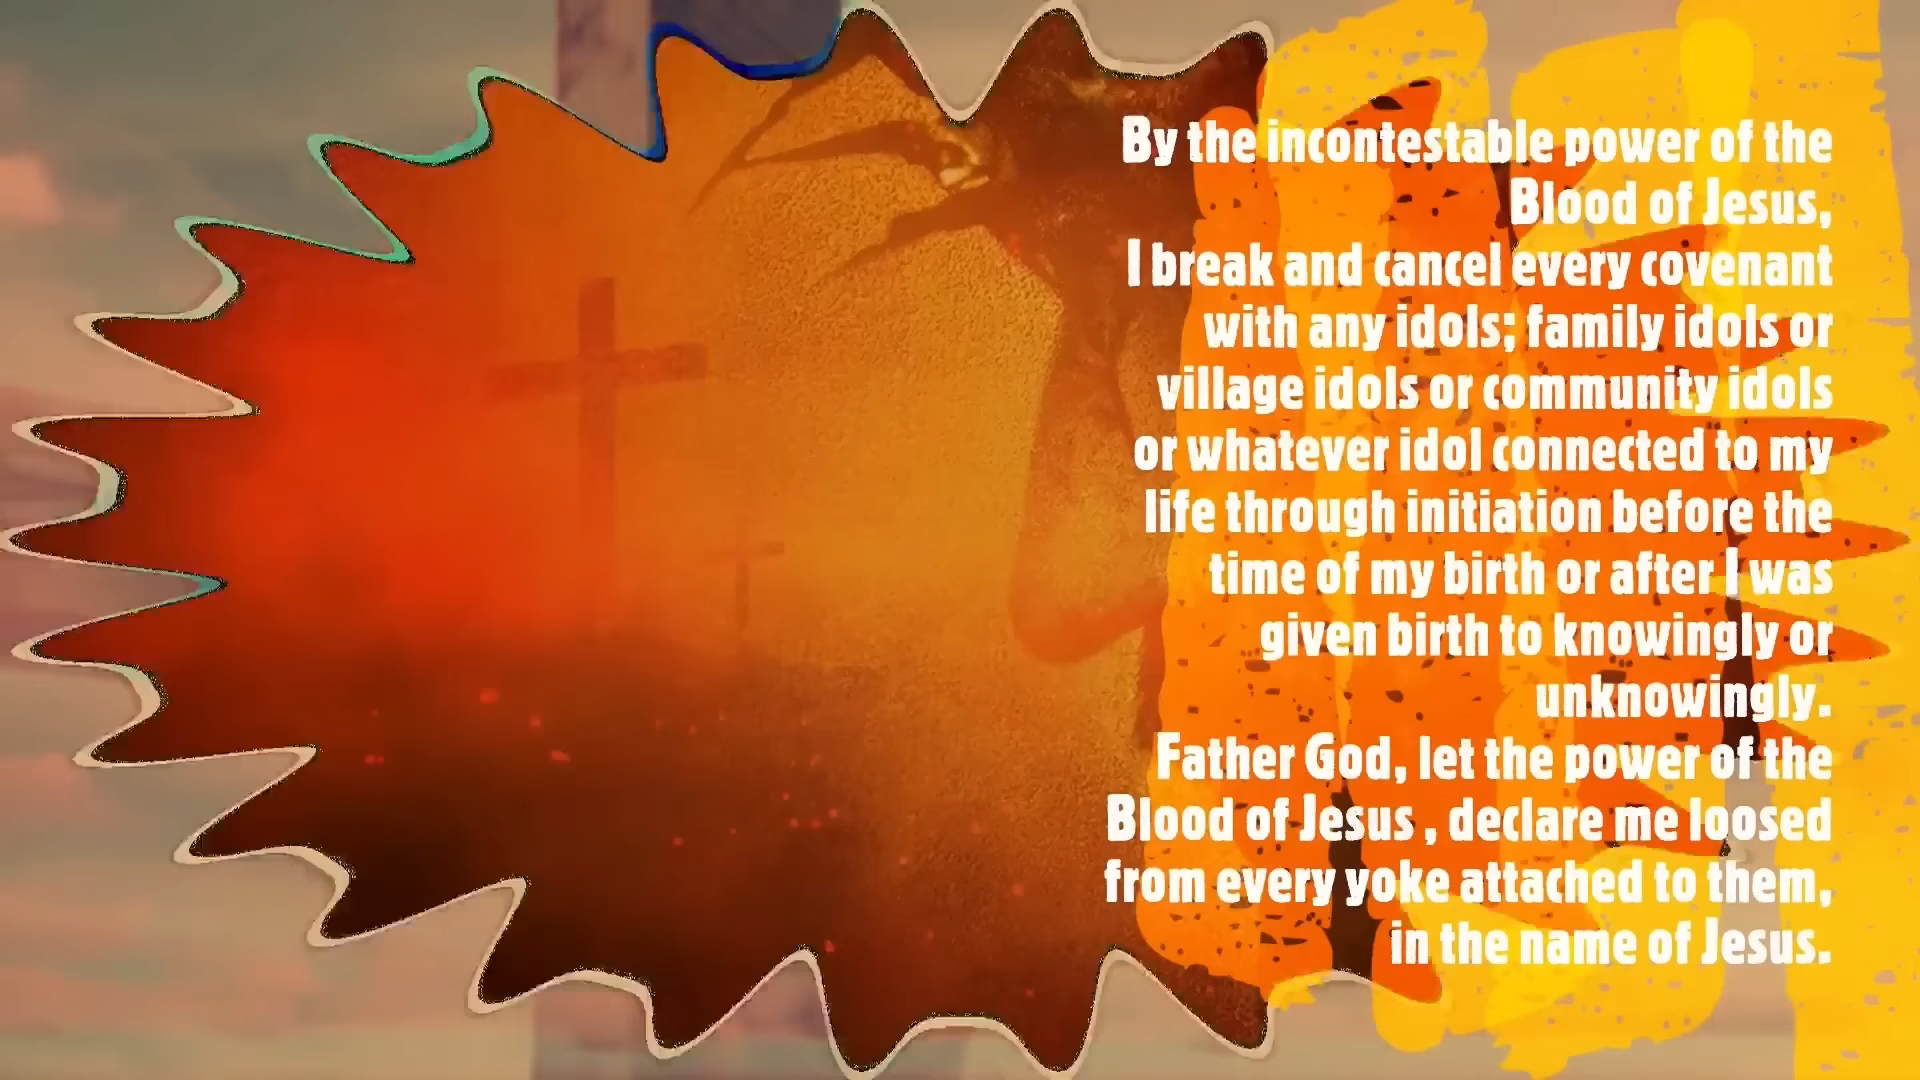 By the incontestable power of the
Blood of Jesus,
I break and cancel every covenant
with any idols; family idols or
village idols or community idols
or whatever idol connected to my
life through initiation before the
time of my birth or after I was
given birth to knowingly or
unknowingly.
Father God, let the power of the
Blood of Jesus , declare me loosed
from every yoke attached to them,
in the name of Jesus.